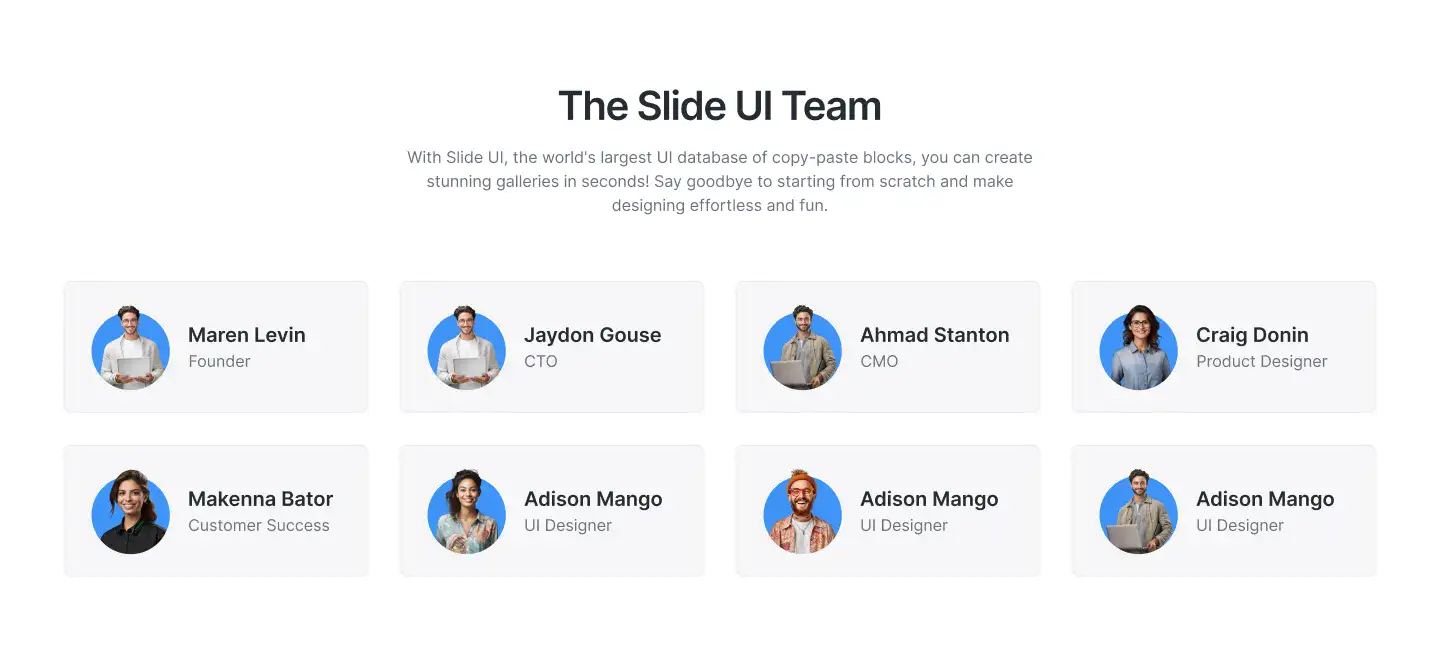 The Slide UI Team
With Slide UI, the world's largest UI database of copy-paste blocks, you can create
stunning galleries in seconds! Say goodbye to starting from scratch and make
designing effortless and fun.
Maren Levin
Founder
Jaydon Gouse
CTO
Ahmad Stanton
CMO
Craig Donin
Product Designer
Makenna Bator
Customer Success
Adison Mango
UI Designer
Adison Mango
UI Designer
Adison Mango
UI Designer